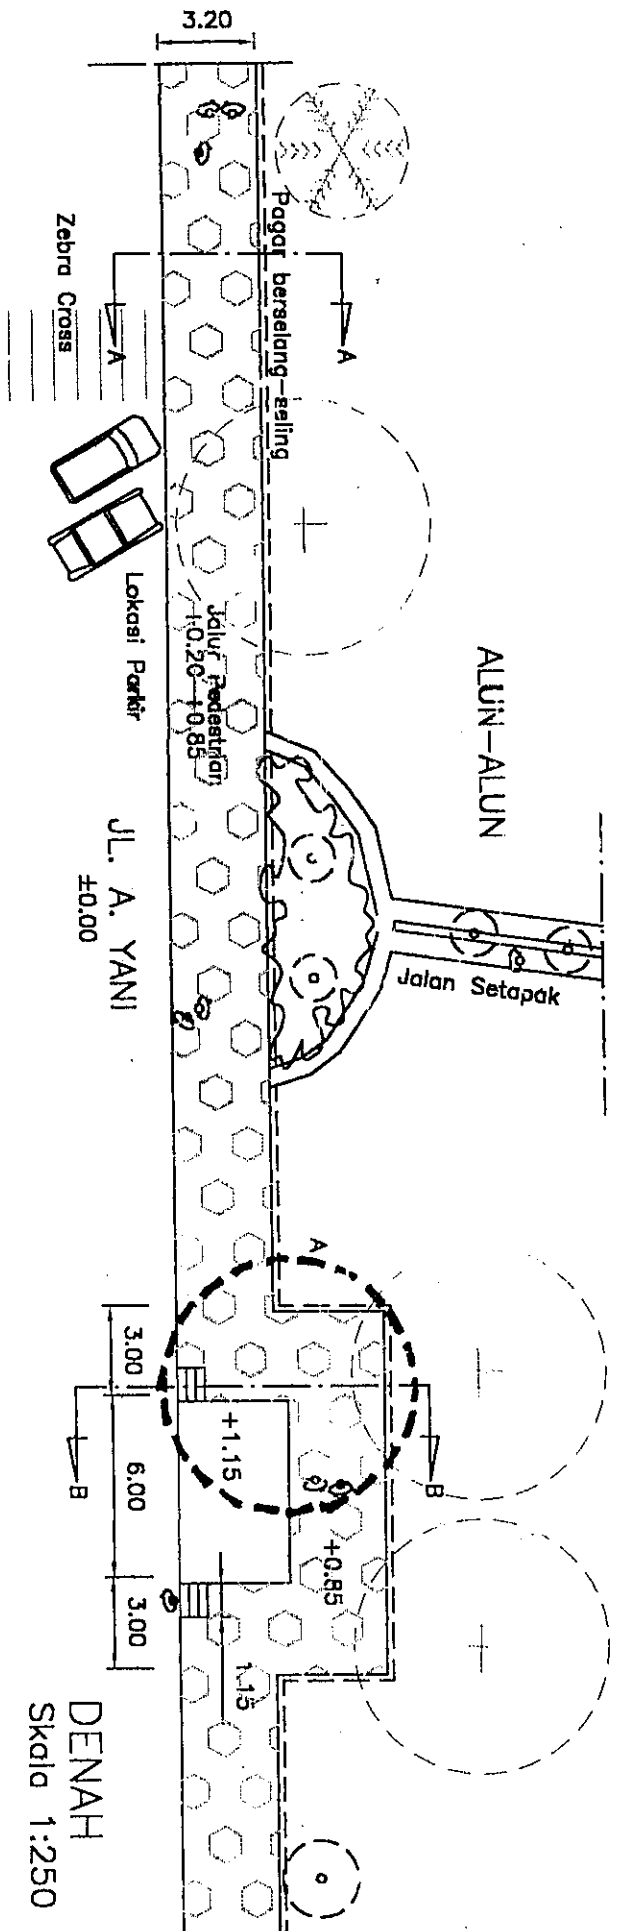 3.20
Pagar berselang-seling
Zebra Cross
A
A
Lokasi Parkir
Jalur Pedestrian
+0.20-+0.85
ALUN-ALUN
JL. A. YANI
±0.00
Jalan Setapak
A
3.00
6.00
3.00
+1.15
+0.85
1.15
B
B
DENAH
Skala 1:250